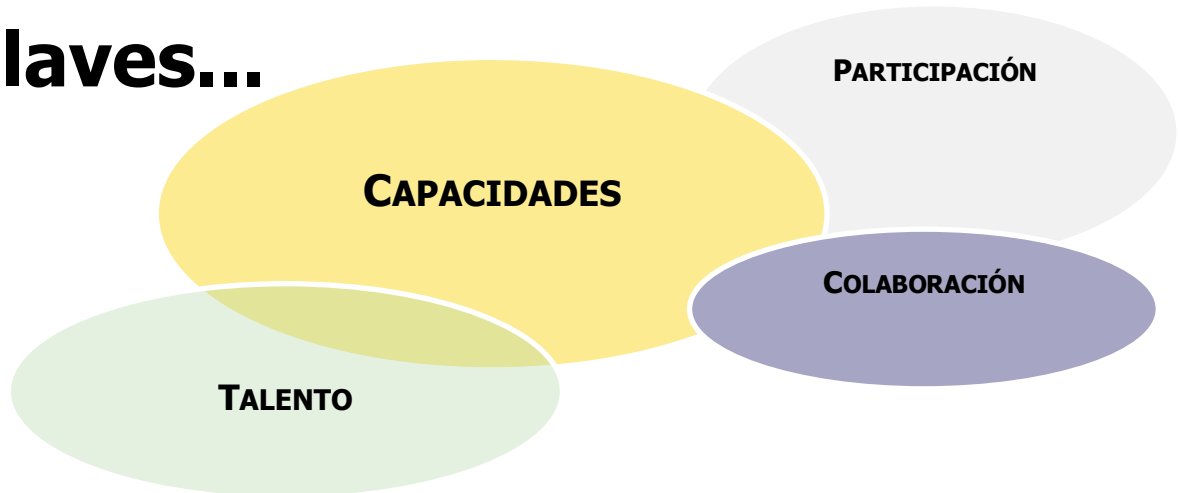 laves...
PARTICIPACIÓN
CAPACIDADES
COLABORACIÓN
TALENTO